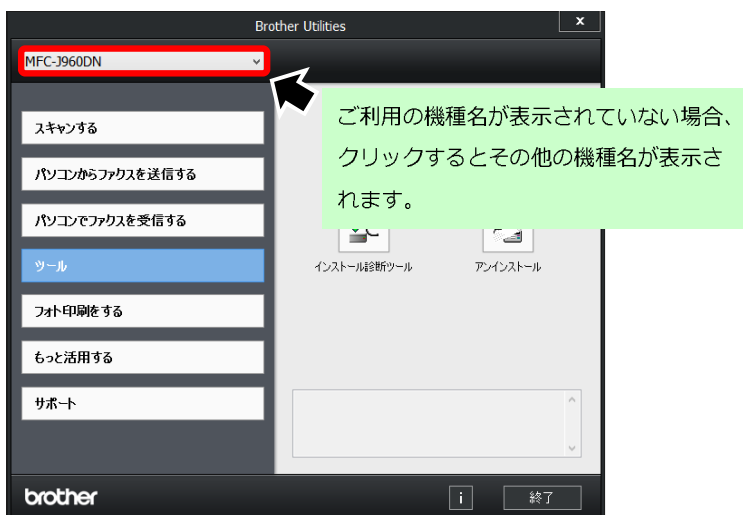 Brother Utilities
x
MFC-J960DN
ご利用の機種名が表示されていない場合、
クリックするとその他の機種名が表示さ
れます。
スキャンする
パソコンからファクスを送信する
パソコンでファクスを受信する
ツール
フォト印刷をする
もっと活用する
サポート
インストール診断ツール
アンインストール
brother
i
終了